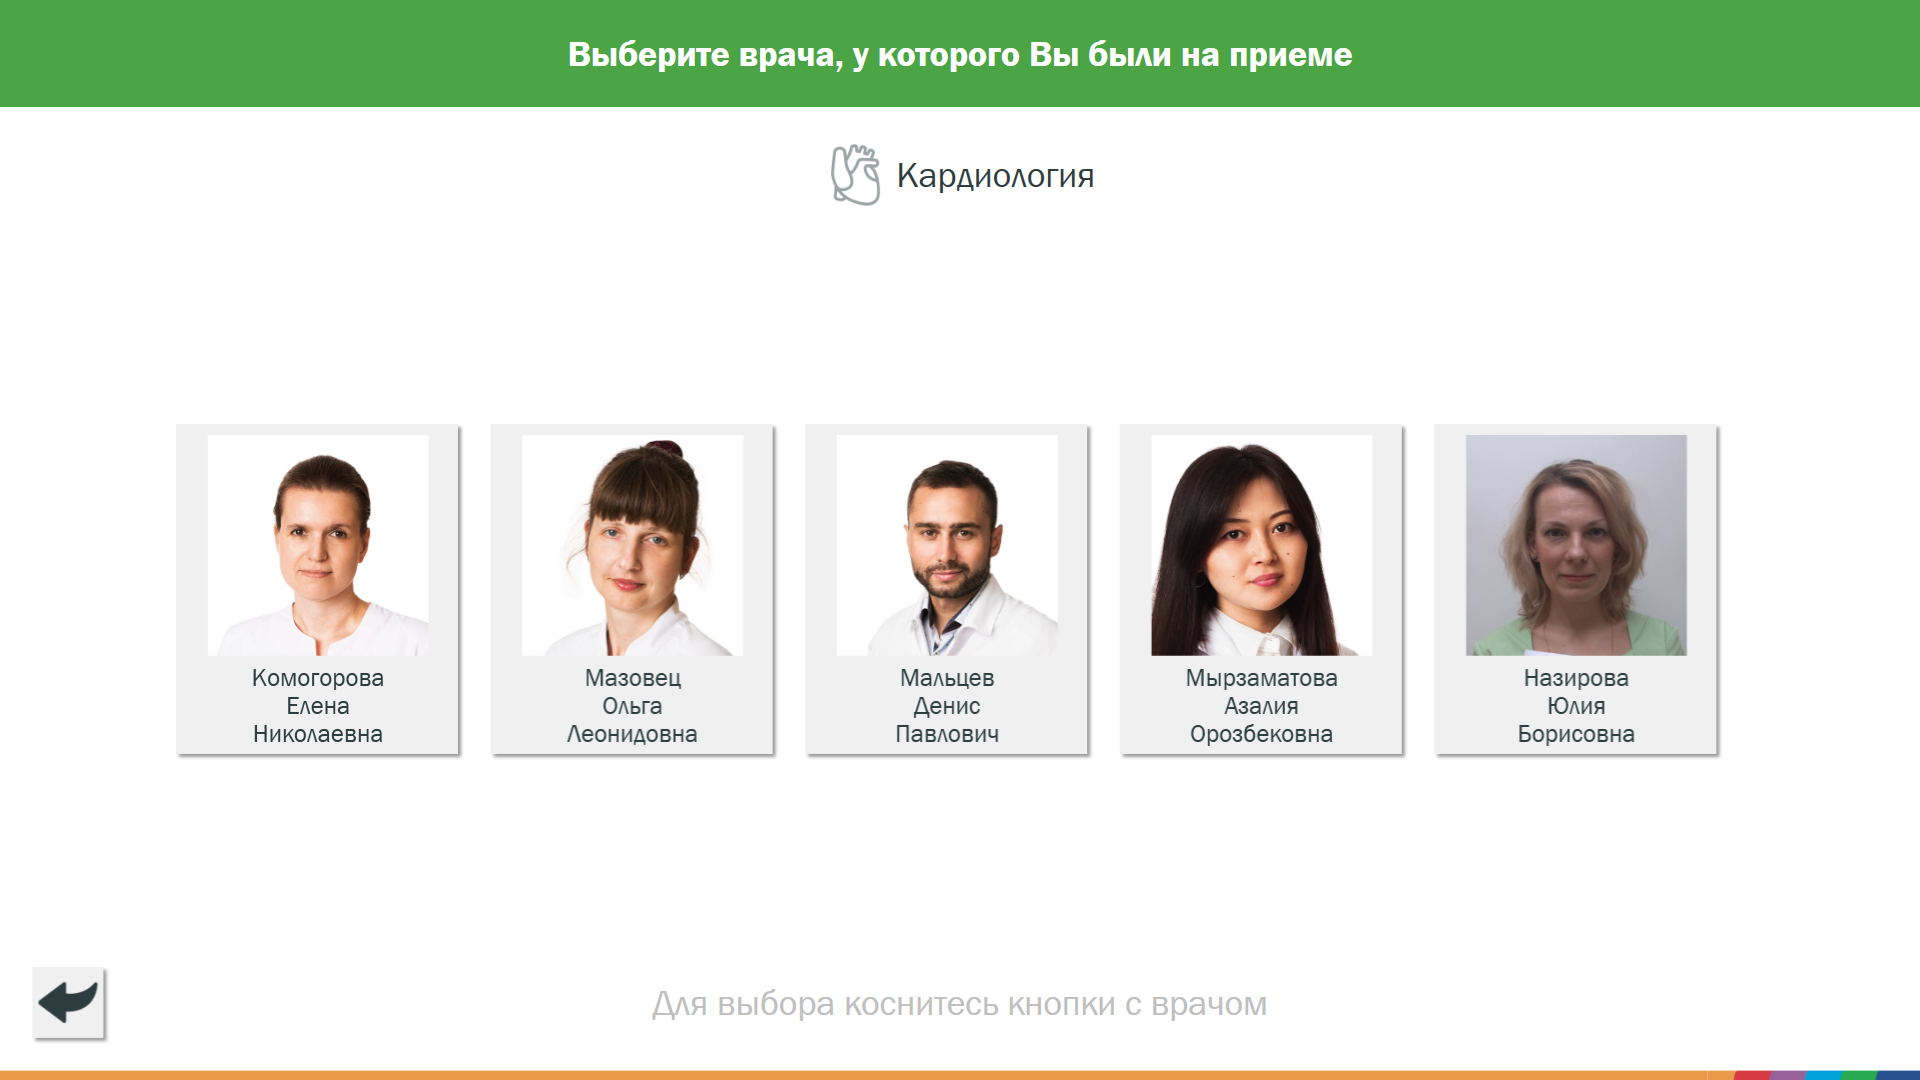 Выберите врача, у которого Вы были на приеме
Кардиология
Комогорова
Елена
Николаевна
Мазовец
Ольга
Леонидовна
Мальцев
Денис
Павлович
Мырзаматова
Азалия
Орозбековна
Назирова
Юлия
Борисовна
Для выбора коснитесь кнопки с врачом